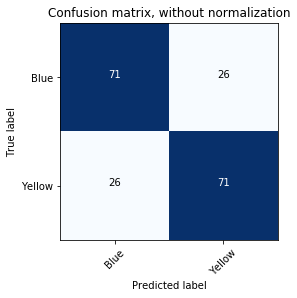 Confusion matrix, without normalization
True label
Blue
71
26
Yellow
26
71
Blue
Yellow
Predicted label